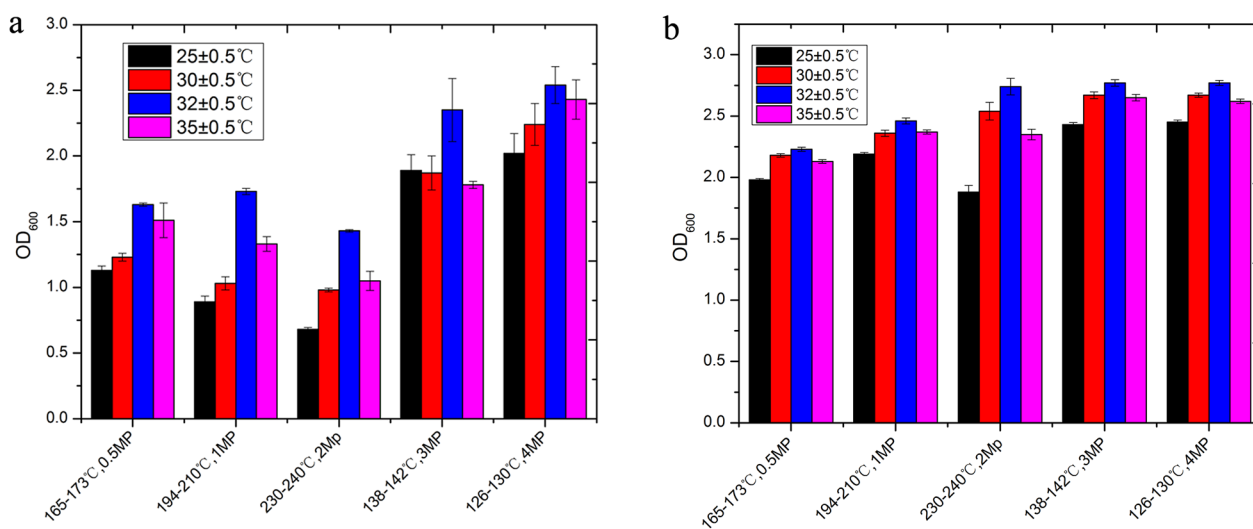 a
3.0
2.5
2.0
1.5
1.0
0.5
0.0
OD600
25±0.5℃
30±0.5℃
32±0.5℃
35±0.5℃
165-173℃,0.5MP
194-210℃,1MP
230-240℃,2Mp
138-142℃,3MP
126-130℃,4MP
b
3.0
2.5
2.0
1.5
1.0
0.5
0.0
OD600
25±0.5℃
30±0.5℃
32±0.5℃
35±0.5℃
165-173℃,0.5MP
194-210℃,1MP
230-240℃,2Mp
138-142℃,3MP
126-130℃,4MP